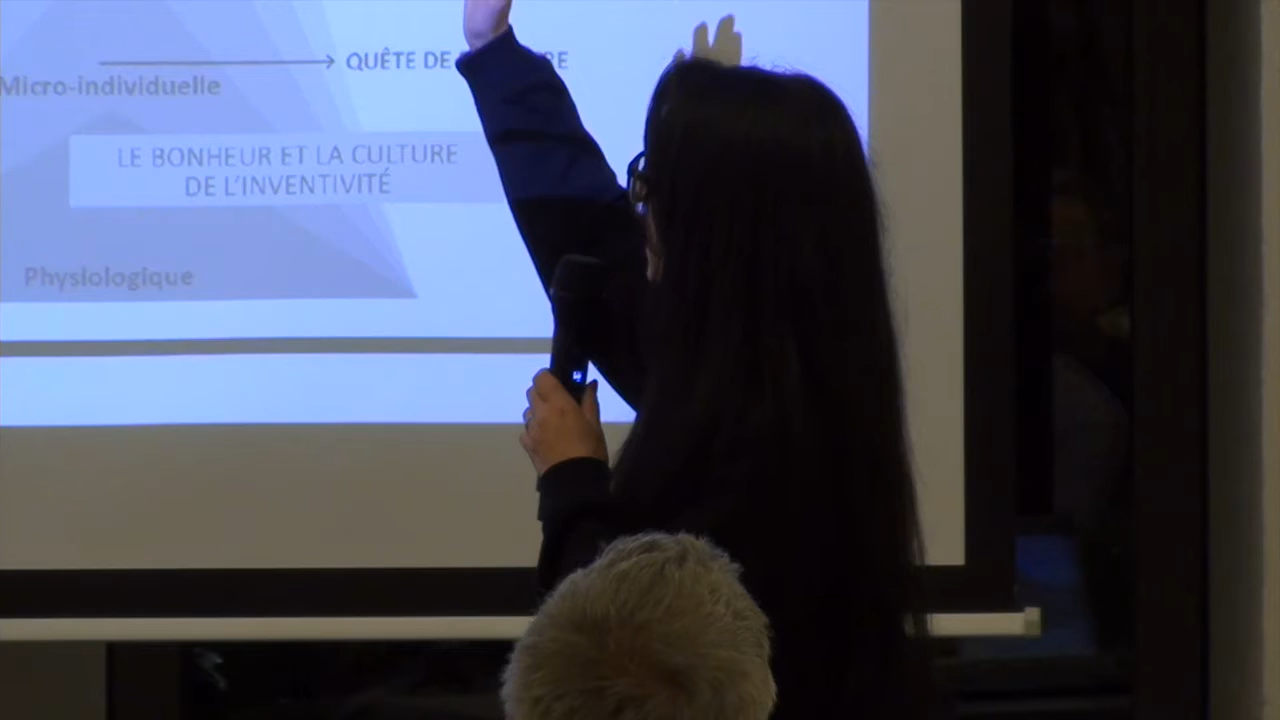 QUÊTE DE
Micro-individuelle
LE BONHEUR ET LA CULTURE
DE L'INVENTIVITÉ
Physiologique